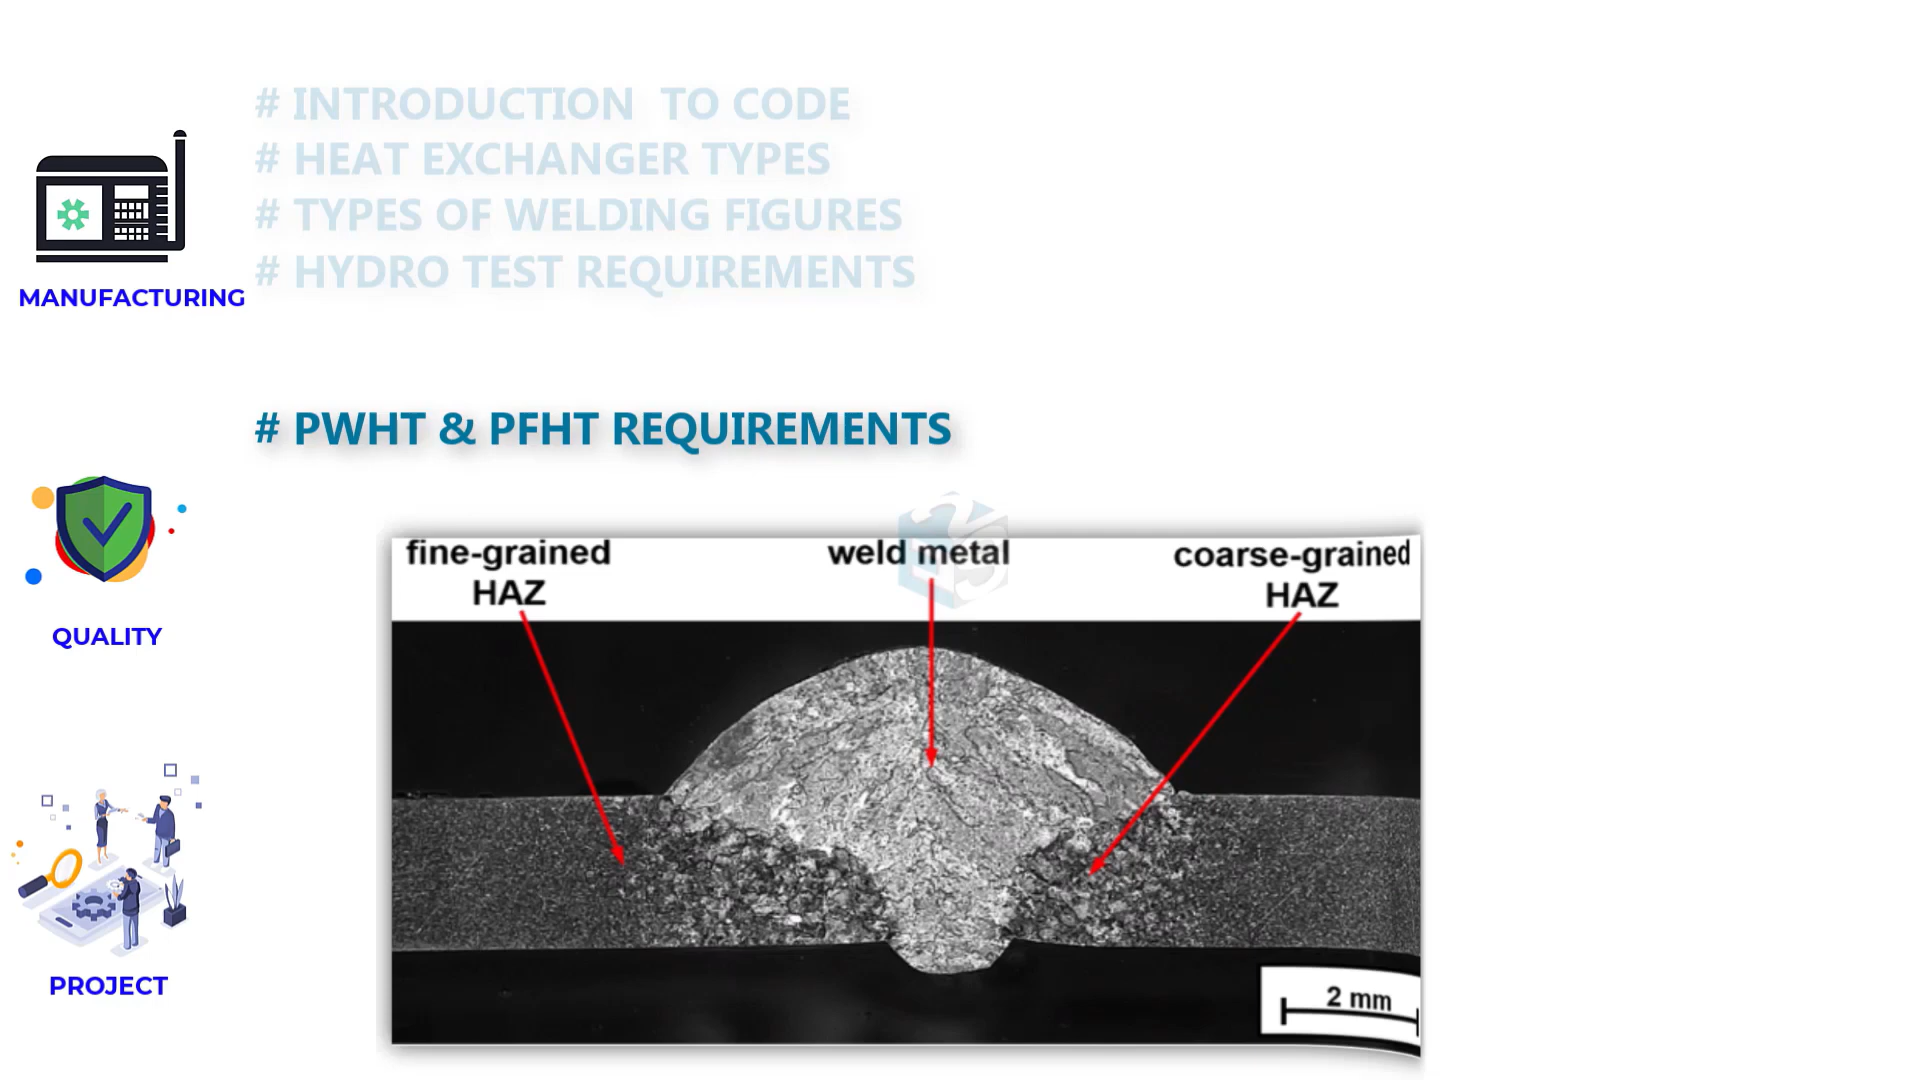 # INTRODUCTION  TO CODE
# HEAT EXCHANGER TYPES
# TYPES OF WELDING FIGURES
# HYDRO TEST REQUIREMENTS
MANUFACTURING
# PWHT & PFHT REQUIREMENTS
QUALITY
PROJECT
fine-grained
HAZ
weld metal
coarse-grained
HAZ
2 mm